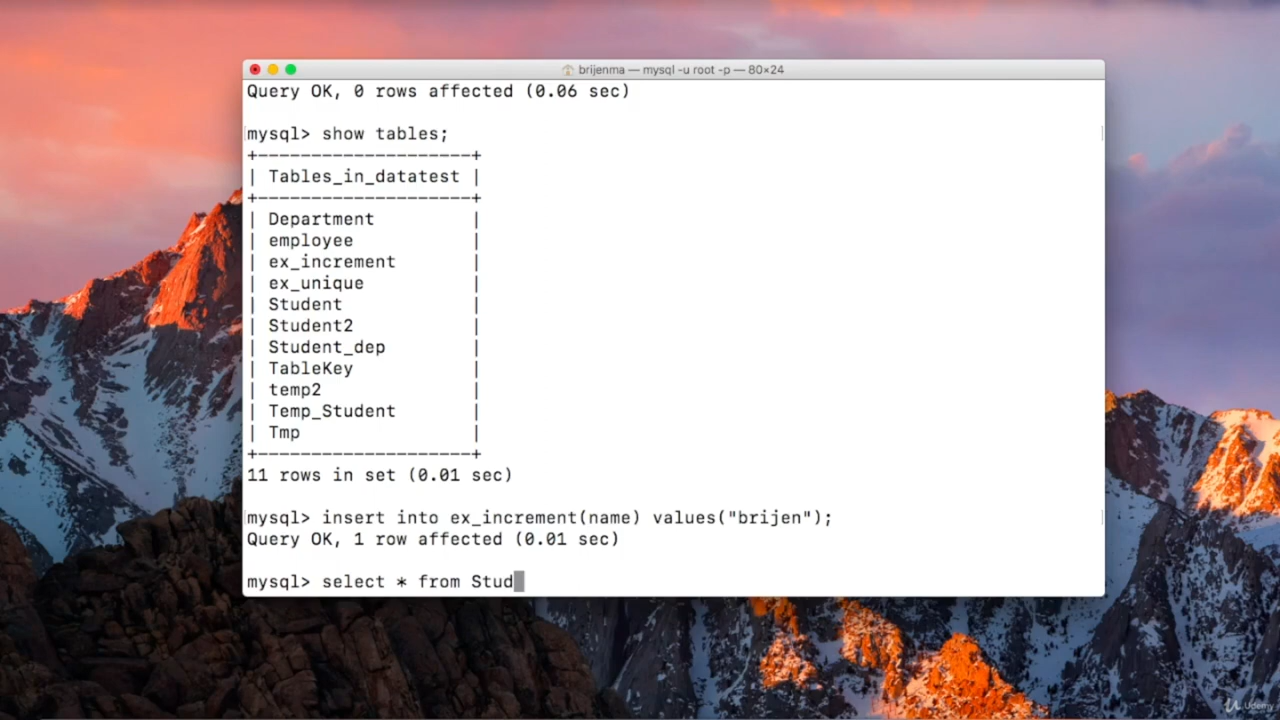 brijenma — mysql -u root -p — 80×24
Query OK, 0 rows affected (0.06 sec)
mysql> show tables;
+--------------------+
| Tables_in_datatest |
+--------------------+
| Department         |
| employee           |
| ex_increment       |
| ex_unique          |
| Student            |
| Student2           |
| Student_dep        |
| TableKey           |
| temp2              |
| Temp_Student       |
| Tmp                |
+--------------------+
11 rows in set (0.01 sec)
mysql> insert into ex_increment(name) values("brijen");
Query OK, 1 row affected (0.01 sec)
mysql> select * from Stud
Udemy